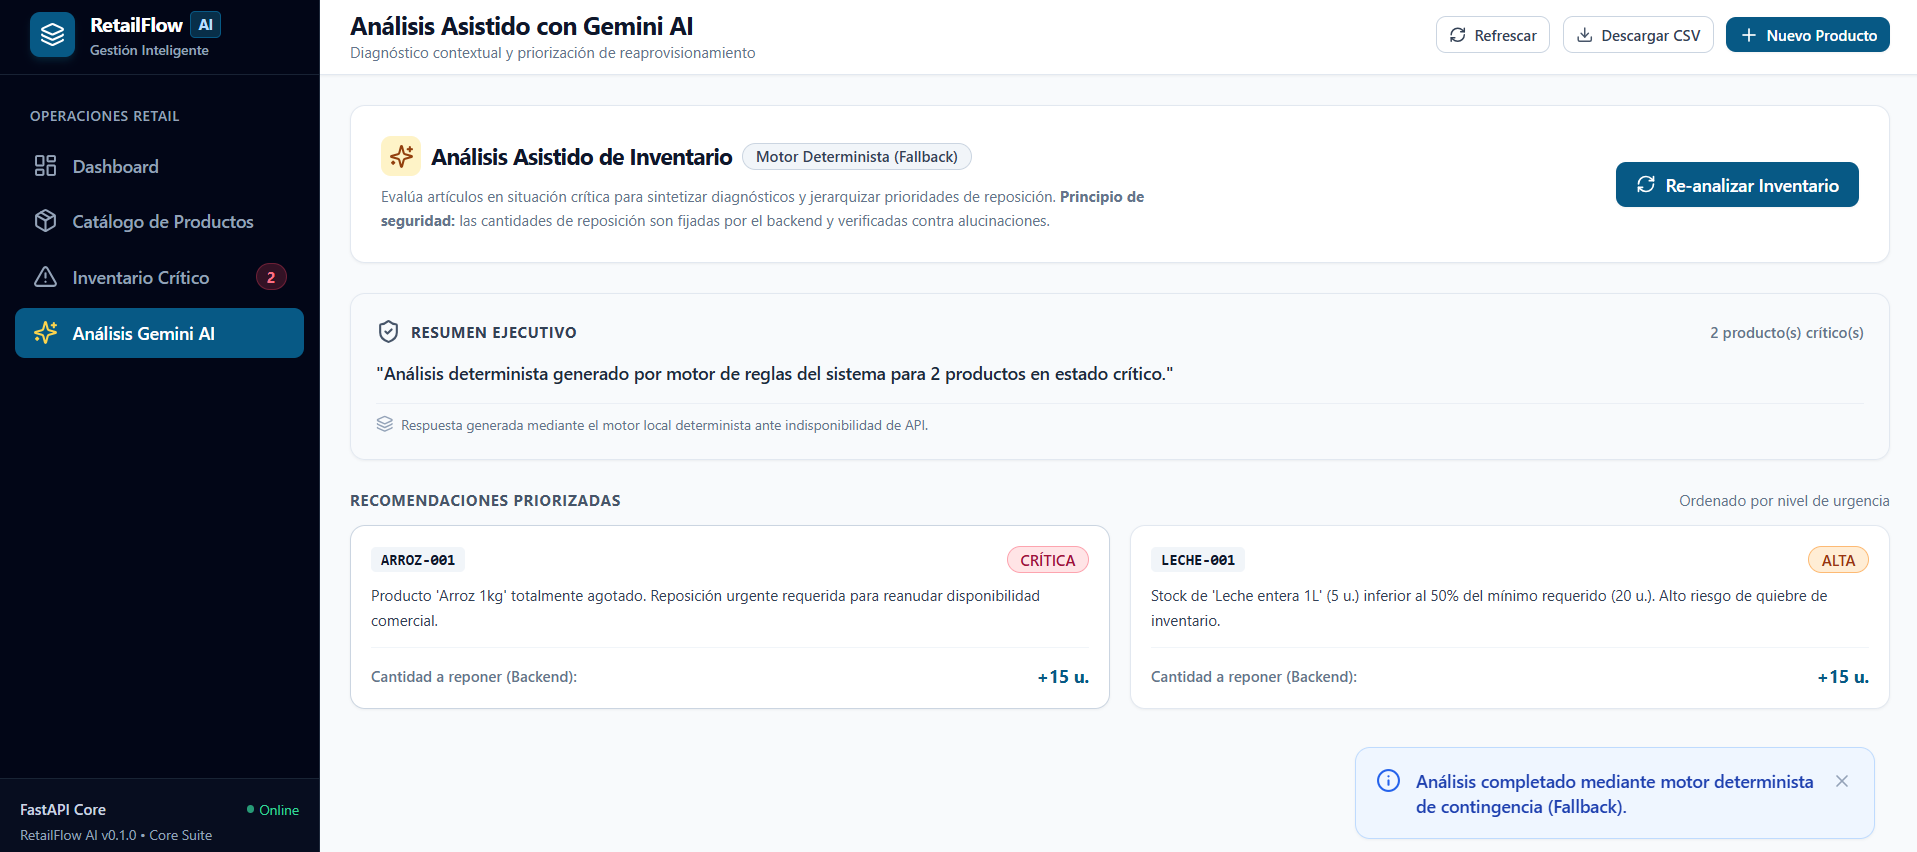 RetailFlow AI
Gestión Inteligente
OPERACIONES RETAIL
Dashboard
Catálogo de Productos
Inventario Crítico 2
Análisis Gemini AI
FastAPI Core Online
RetailFlow AI v0.1.0 • Core Suite
Análisis Asistido con Gemini AI
Diagnóstico contextual y priorización de reaprovisionamiento
Refrescar Descargar CSV Nuevo Producto
Análisis Asistido de Inventario Motor Determinista (Fallback)
Evalúa artículos en situación crítica para sintetizar diagnósticos y jerarquizar prioridades de reposición. Principio de
seguridad: las cantidades de reposición son fijadas por el backend y verificadas contra alucinaciones.
Re-analizar Inventario
RESUMEN EJECUTIVO 2 producto(s) crítico(s)
"Análisis determinista generado por motor de reglas del sistema para 2 productos en estado crítico."
Respuesta generada mediante el motor local determinista ante indisponibilidad de API.
RECOMENDACIONES PRIORIZADAS Ordenado por nivel de urgencia
ARROZ-001 CRÍTICA
Producto 'Arroz 1kg' totalmente agotado. Reposición urgente requerida para reanudar disponibilidad
comercial.
Cantidad a reponer (Backend): +15 u.
LECHE-001 ALTA
Stock de 'Leche entera 1L' (5 u.) inferior al 50% del mínimo requerido (20 u.). Alto riesgo de quiebre de
inventario.
Cantidad a reponer (Backend): +15 u.
Análisis completado mediante motor determinista
de contingencia (Fallback).